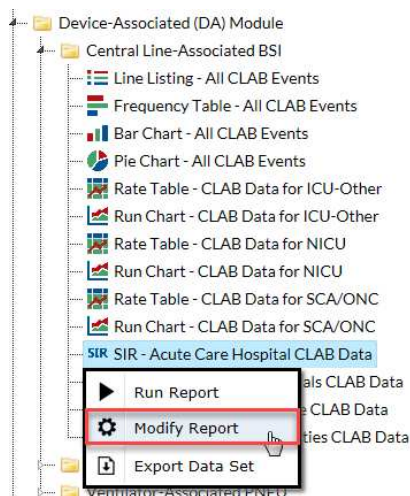 Device-Associated (DA) Module
Central Line-Associated BSI
Line Listing - All CLAB Events
Frequency Table - All CLAB Events
Bar Chart - All CLAB Events
Pie Chart - All CLAB Events
Rate Table - CLAB Data for ICU-Other
Run Chart - CLAB Data for ICU-Other
Rate Table - CLAB Data for NICU
Run Chart - CLAB Data for NICU
Rate Table - CLAB Data for SCA/ONC
Run Chart - CLAB Data for SCA/ONC
SIR SIR - Acute Care Hospital CLAB Data
Run Report als CLAB Data
Modify Report e CLAB Data
ties CLAB Data
Export Data Set
Ventilator-Associated PNEU